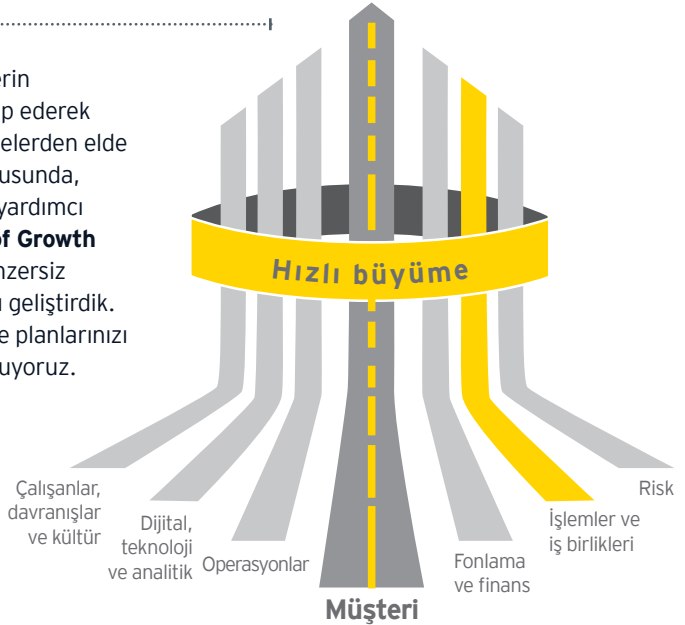 erin
p ederek
elerden elde
usunda,
yardımcı
of Growth
nzersiz
geliştirdik.
e planlarınızı
uyoruz.
Hızlı büyüme
Çalışanlar,
davranışlar
ve kültür
Dijital,
teknoloji
ve analitik
Operasyonlar
Müşteri
Fonlama
ve finans
İşlemler ve
iş birlikleri
Risk